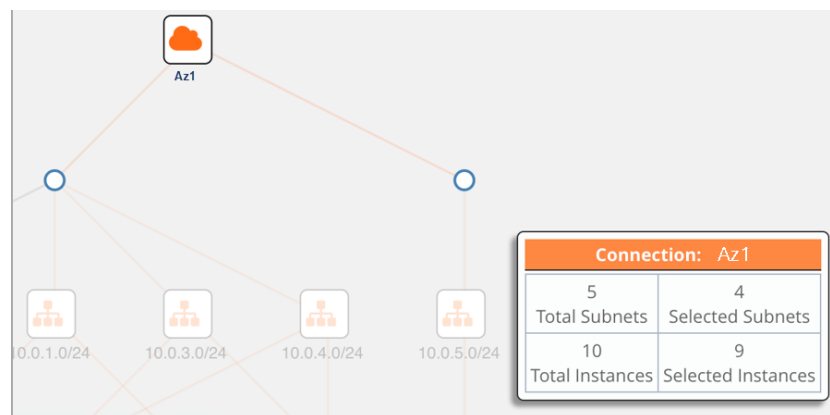 Az1
Connection: Az1
5
4
Total Subnets
Selected Subnets
10
9
Total Instances
Selected Instances
10.0.1.0/24
10.0.3.0/24
10.0.4.0/24
10.0.5.0/24